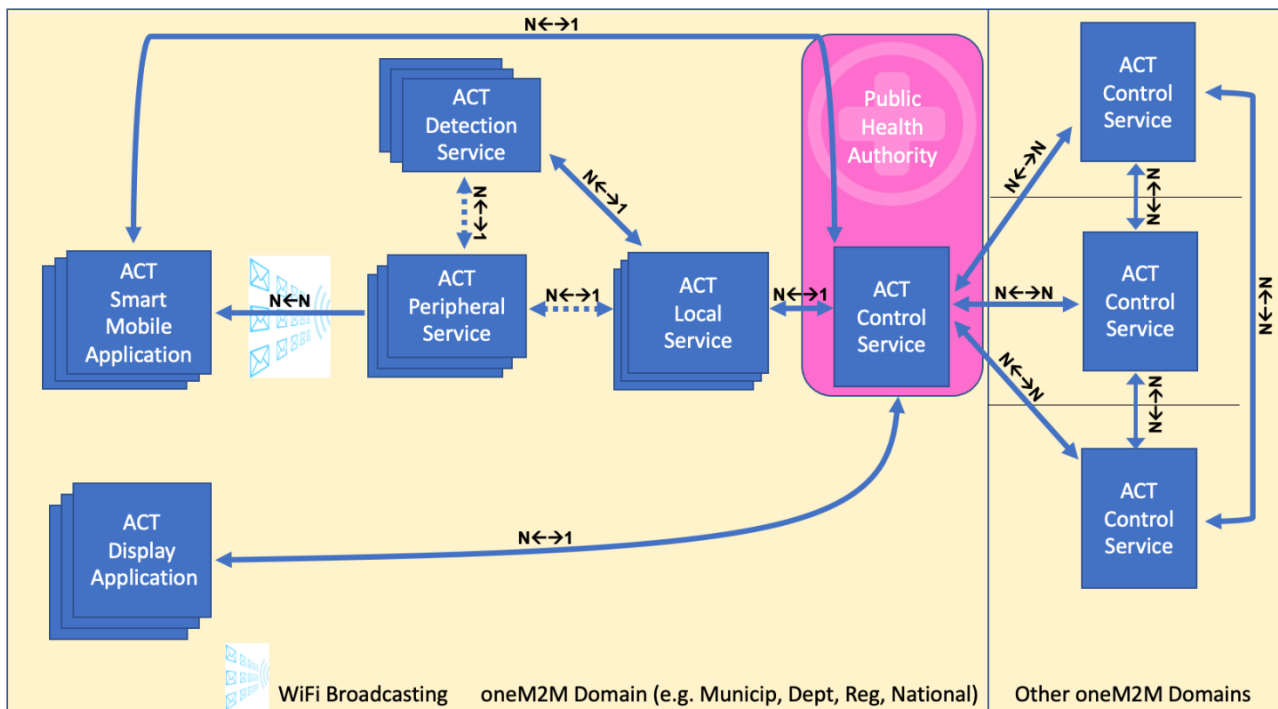 N←→1
ACT
Detection
Service
Public
Health
Authority
ACT
Control
Service
N←→1
N←→1
N←→N
N←→N
ACT
Smart
Mobile
Application
N←N
ACT
Peripheral
Service
N←→1
ACT
Local
Service
N←→1
ACT
Control
Service
N←→N
ACT
Control
Service
N←→N
N←→N
N←→N
ACT
Display
Application
N←→1
ACT
Control
Service
WiFi Broadcasting
oneM2M Domain (e.g. Municip, Dept, Reg, National)
Other oneM2M Domains